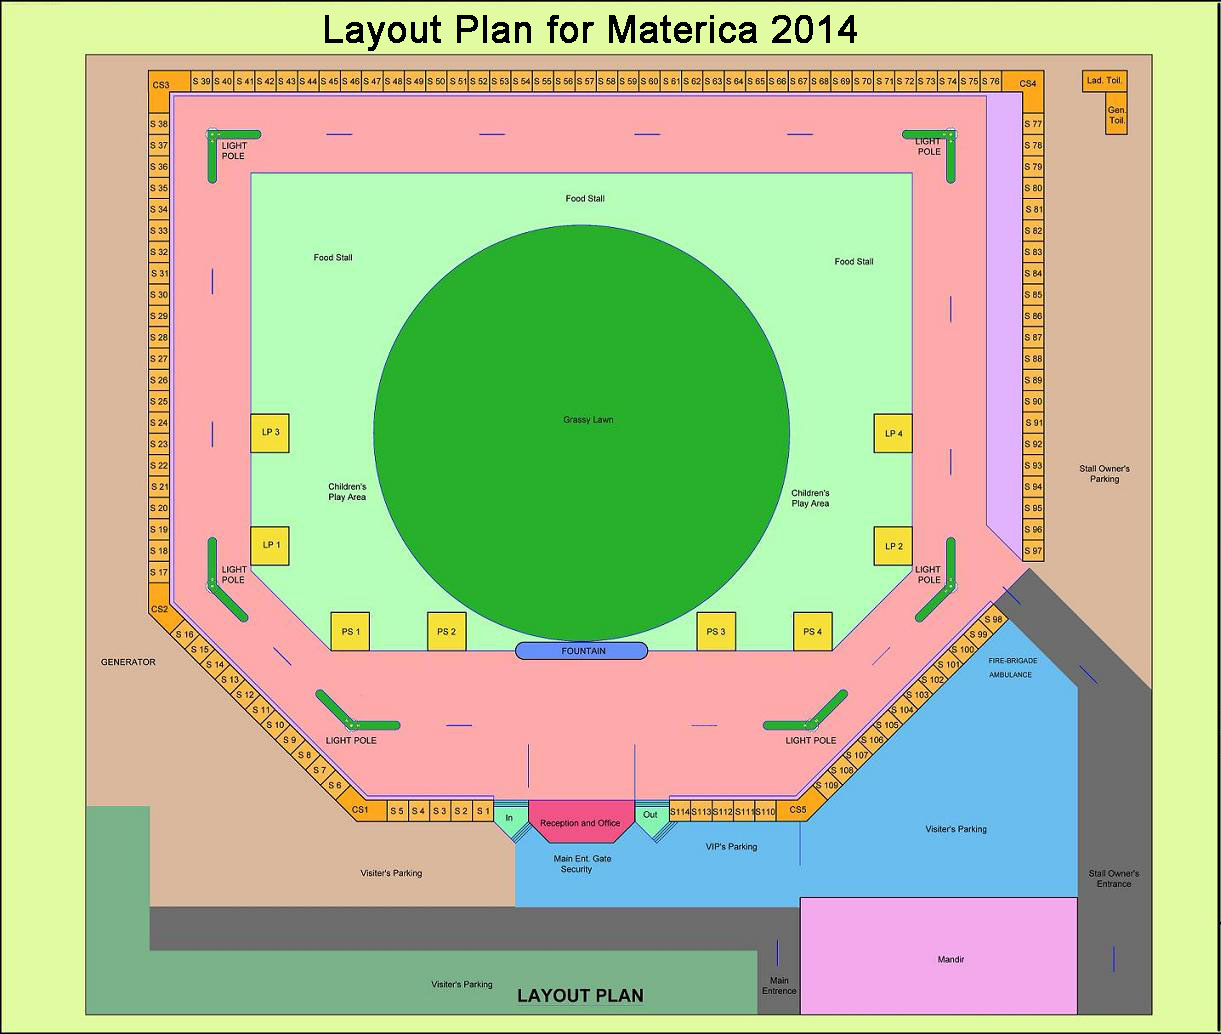 Layout Plan for Materica 2014
CS3
S 39 S 40 S 41 S 42 S 43 S 44 S 45 S 46 S 47 S 48 S 49 S 50 S 51 S 52 S 53 S 54 S 55 S 56 S 57 S 58 S 59 S 60 S 61 S 62 S 63 S 64 S 65 S 66 S 67 S 68 S 69 S 70 S 71 S 72 S 73 S 74 S 75 S 76
CS4
Lad. Toil.
Gen.
Toil.
S 38
S 37
S 36
S 35
S 34
S 33
S 32
S 31
S 30
S 29
S 28
S 27
S 26
S 25
S 24
S 23
S 22
S 21
S 20
S 19
S 18
S 17
CS2
S 77
S 78
S 79
S 80
S 81
S 82
S 83
S 84
S 85
S 86
S 87
S 88
S 89
S 90
S 91
S 92
S 93
S 94
S 95
S 96
S 97
LIGHT
POLE
LIGHT
POLE
Food Stall
Food Stall
Food Stall
Grassy Lawn
LP 3
LP 4
Children's
Play Area
Children's
Play Area
Stall Owner's
Parking
LP 1
LP 2
LIGHT
POLE
LIGHT
POLE
PS 1
PS 2
PS 3
PS 4
FOUNTAIN
GENERATOR
S 16
S 15
S 14
S 13
S 12
S 11
S 10
S 9
S 8
S 7
S 6
S 98
S 99
S 100
S 101
S 102
S 103
S 104
S 105
S 106
S 107
S 108
S 109
FIRE-BRIGADE
AMBULANCE
LIGHT POLE
LIGHT POLE
CS1
S 5 S 4 S 3 S 2 S 1
In
Reception and Office
Out
S114 S113 S112 S111 S110
CS5
Main Ent. Gate
Security
VIP's Parking
Visiter's Parking
Visiter's Parking
Stall Owner's
Entrance
Mandir
Main
Entrence
Visiter's Parking
LAYOUT PLAN